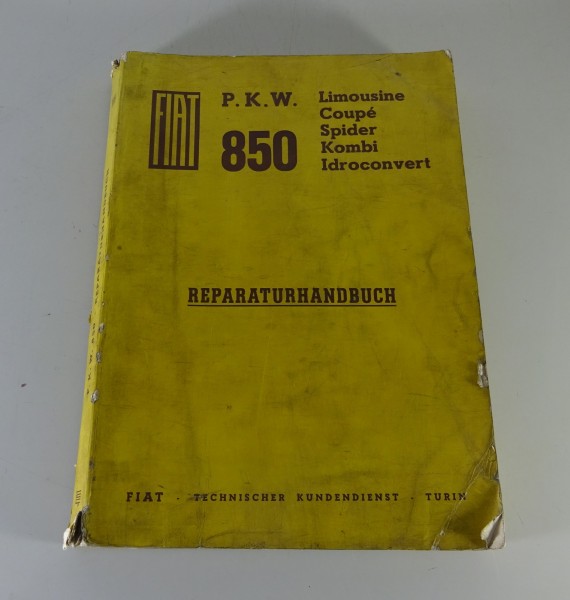 FIAT
P.K.W.
850
Limousine
Coupé
Spider
Kombi
Idroconvert
REPARATURHANDBUCH
FIAT - TECHNISCHER KUNDENDIENST - TURIN